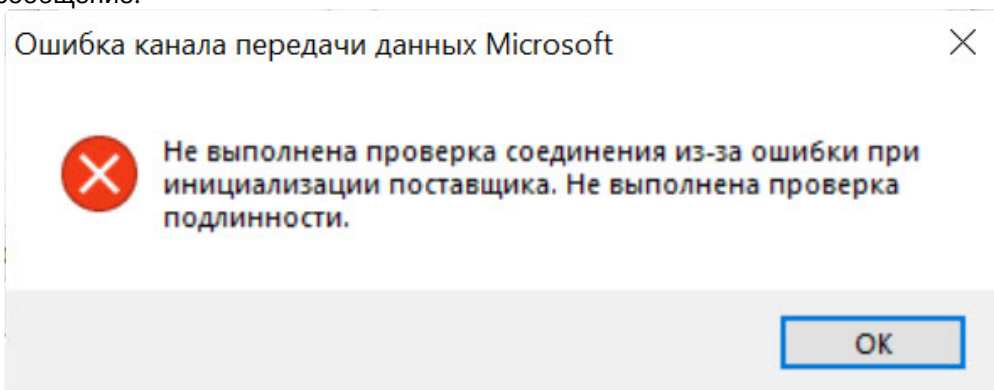 Ошибка канала передачи данных Microsoft
Не выполнена проверка соединения из-за ошибки при
инициализации поставщика. Не выполнена проверка
подлинности.
OK